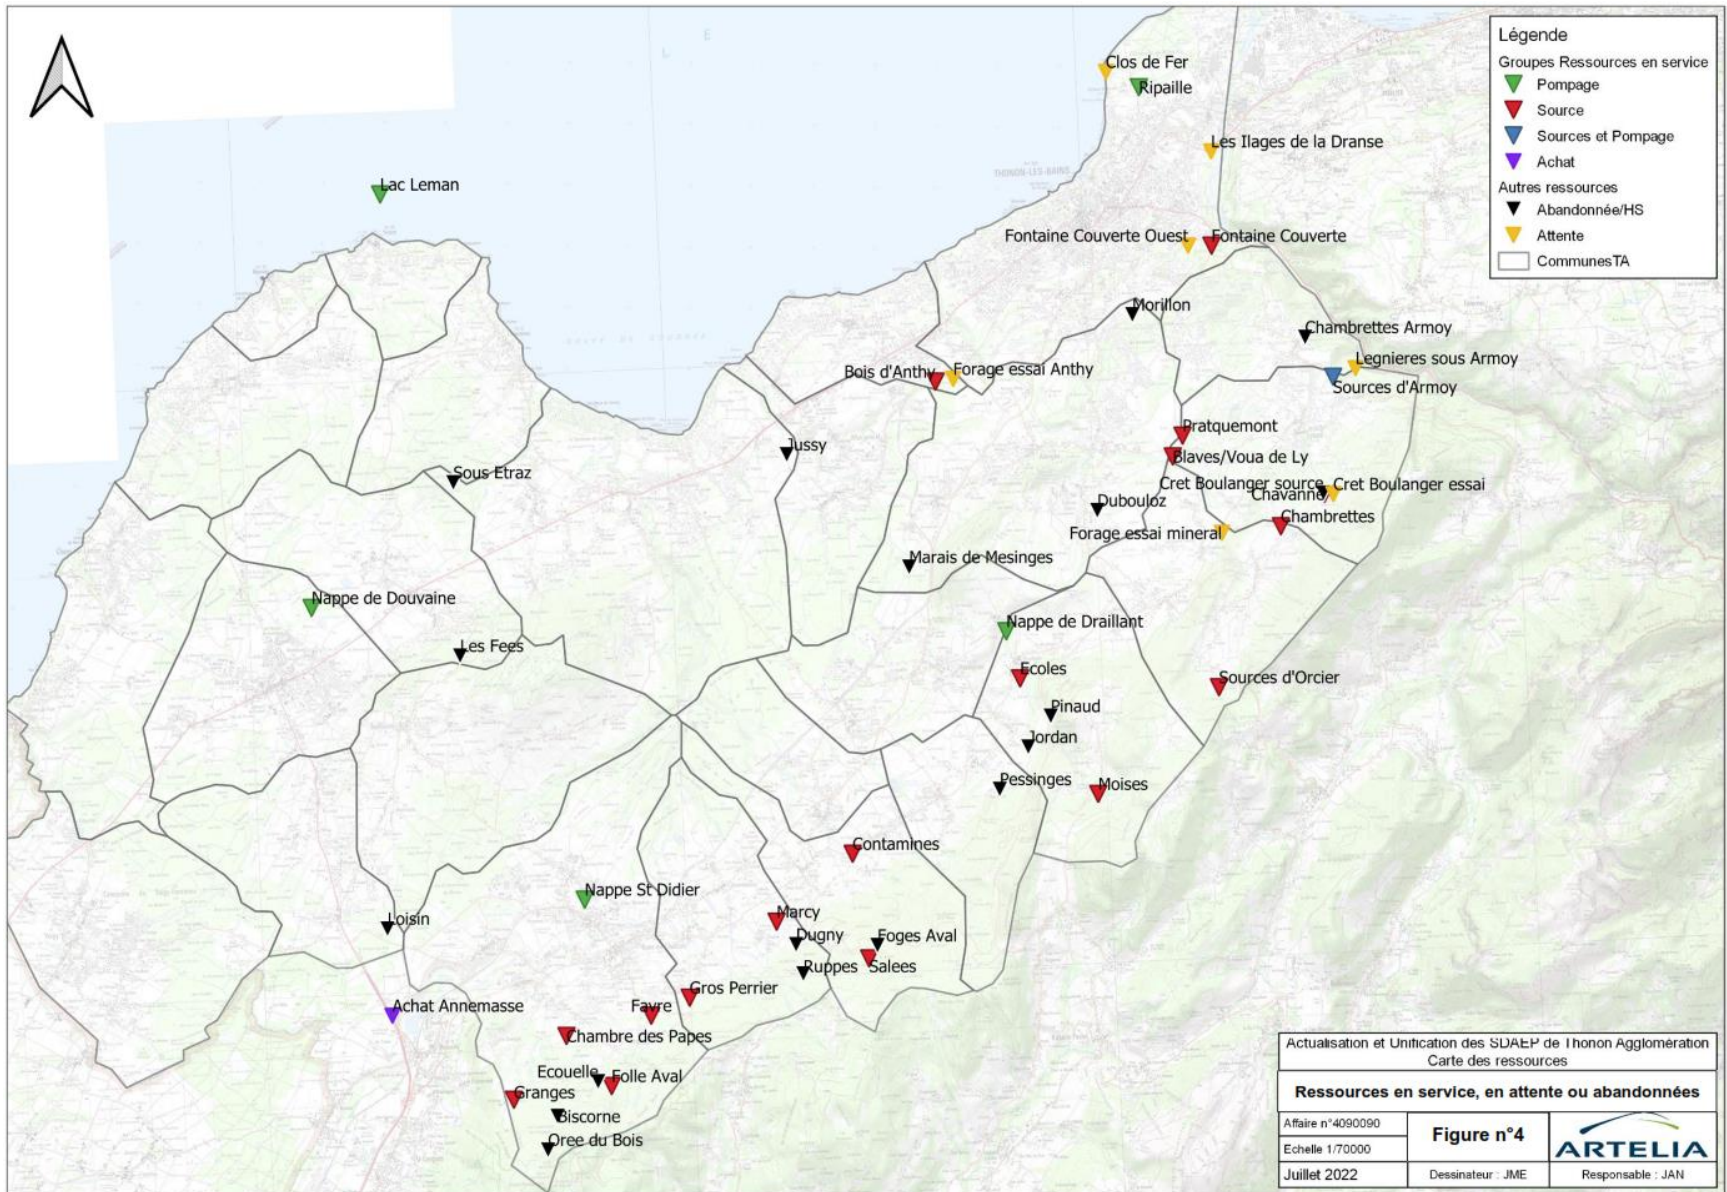 Légende
Groupes Ressources en service
Pompage
Source
Sources et Pompage
Achat
Autres ressources
Abandonnée/HS
Attente
CommunesTA
L E
Clos de Fer
Ripaille
Les Ilages de la Dranse
THONON-LES-BAINS
Lac Leman
Fontaine Couverte Ouest
Fontaine Couverte
Morillon
Chambrettes Armoy
Legnieres sous Armoy
Bois d'Anthy
Forage essai Anthy
Sources d'Armoy
Pratquemont
Jussy
Blaves/Voua de Ly
Sous Etraz
Cret Boulanger source
Cret Boulanger essai
Chavanne
Dubouloz
Chambrettes
Forage essai mineral
Marais de Mesinges
Nappe de Douvaine
Nappe de Draillant
Les Fees
Ecoles
Sources d'Orcier
Pinaud
Jordan
Pessinges
Moises
Contamines
Nappe St Didier
Marcy
Loisin
Dugny
Foges Aval
Ruppes
Salees
Gros Perrier
Achat Annemasse
Favre
Chambre des Papes
Ecouelle
Folle Aval
Granges
Biscorne
Oree du Bois
Actualisation et Unification des SDAEP de Thonon Agglomération
Carte des ressources
Ressources en service, en attente ou abandonnées
Affaire n°4090090
Echelle 1/70000
Juillet 2022
Figure n°4
Dessinateur : JME
ARTELIA
Responsable : JAN